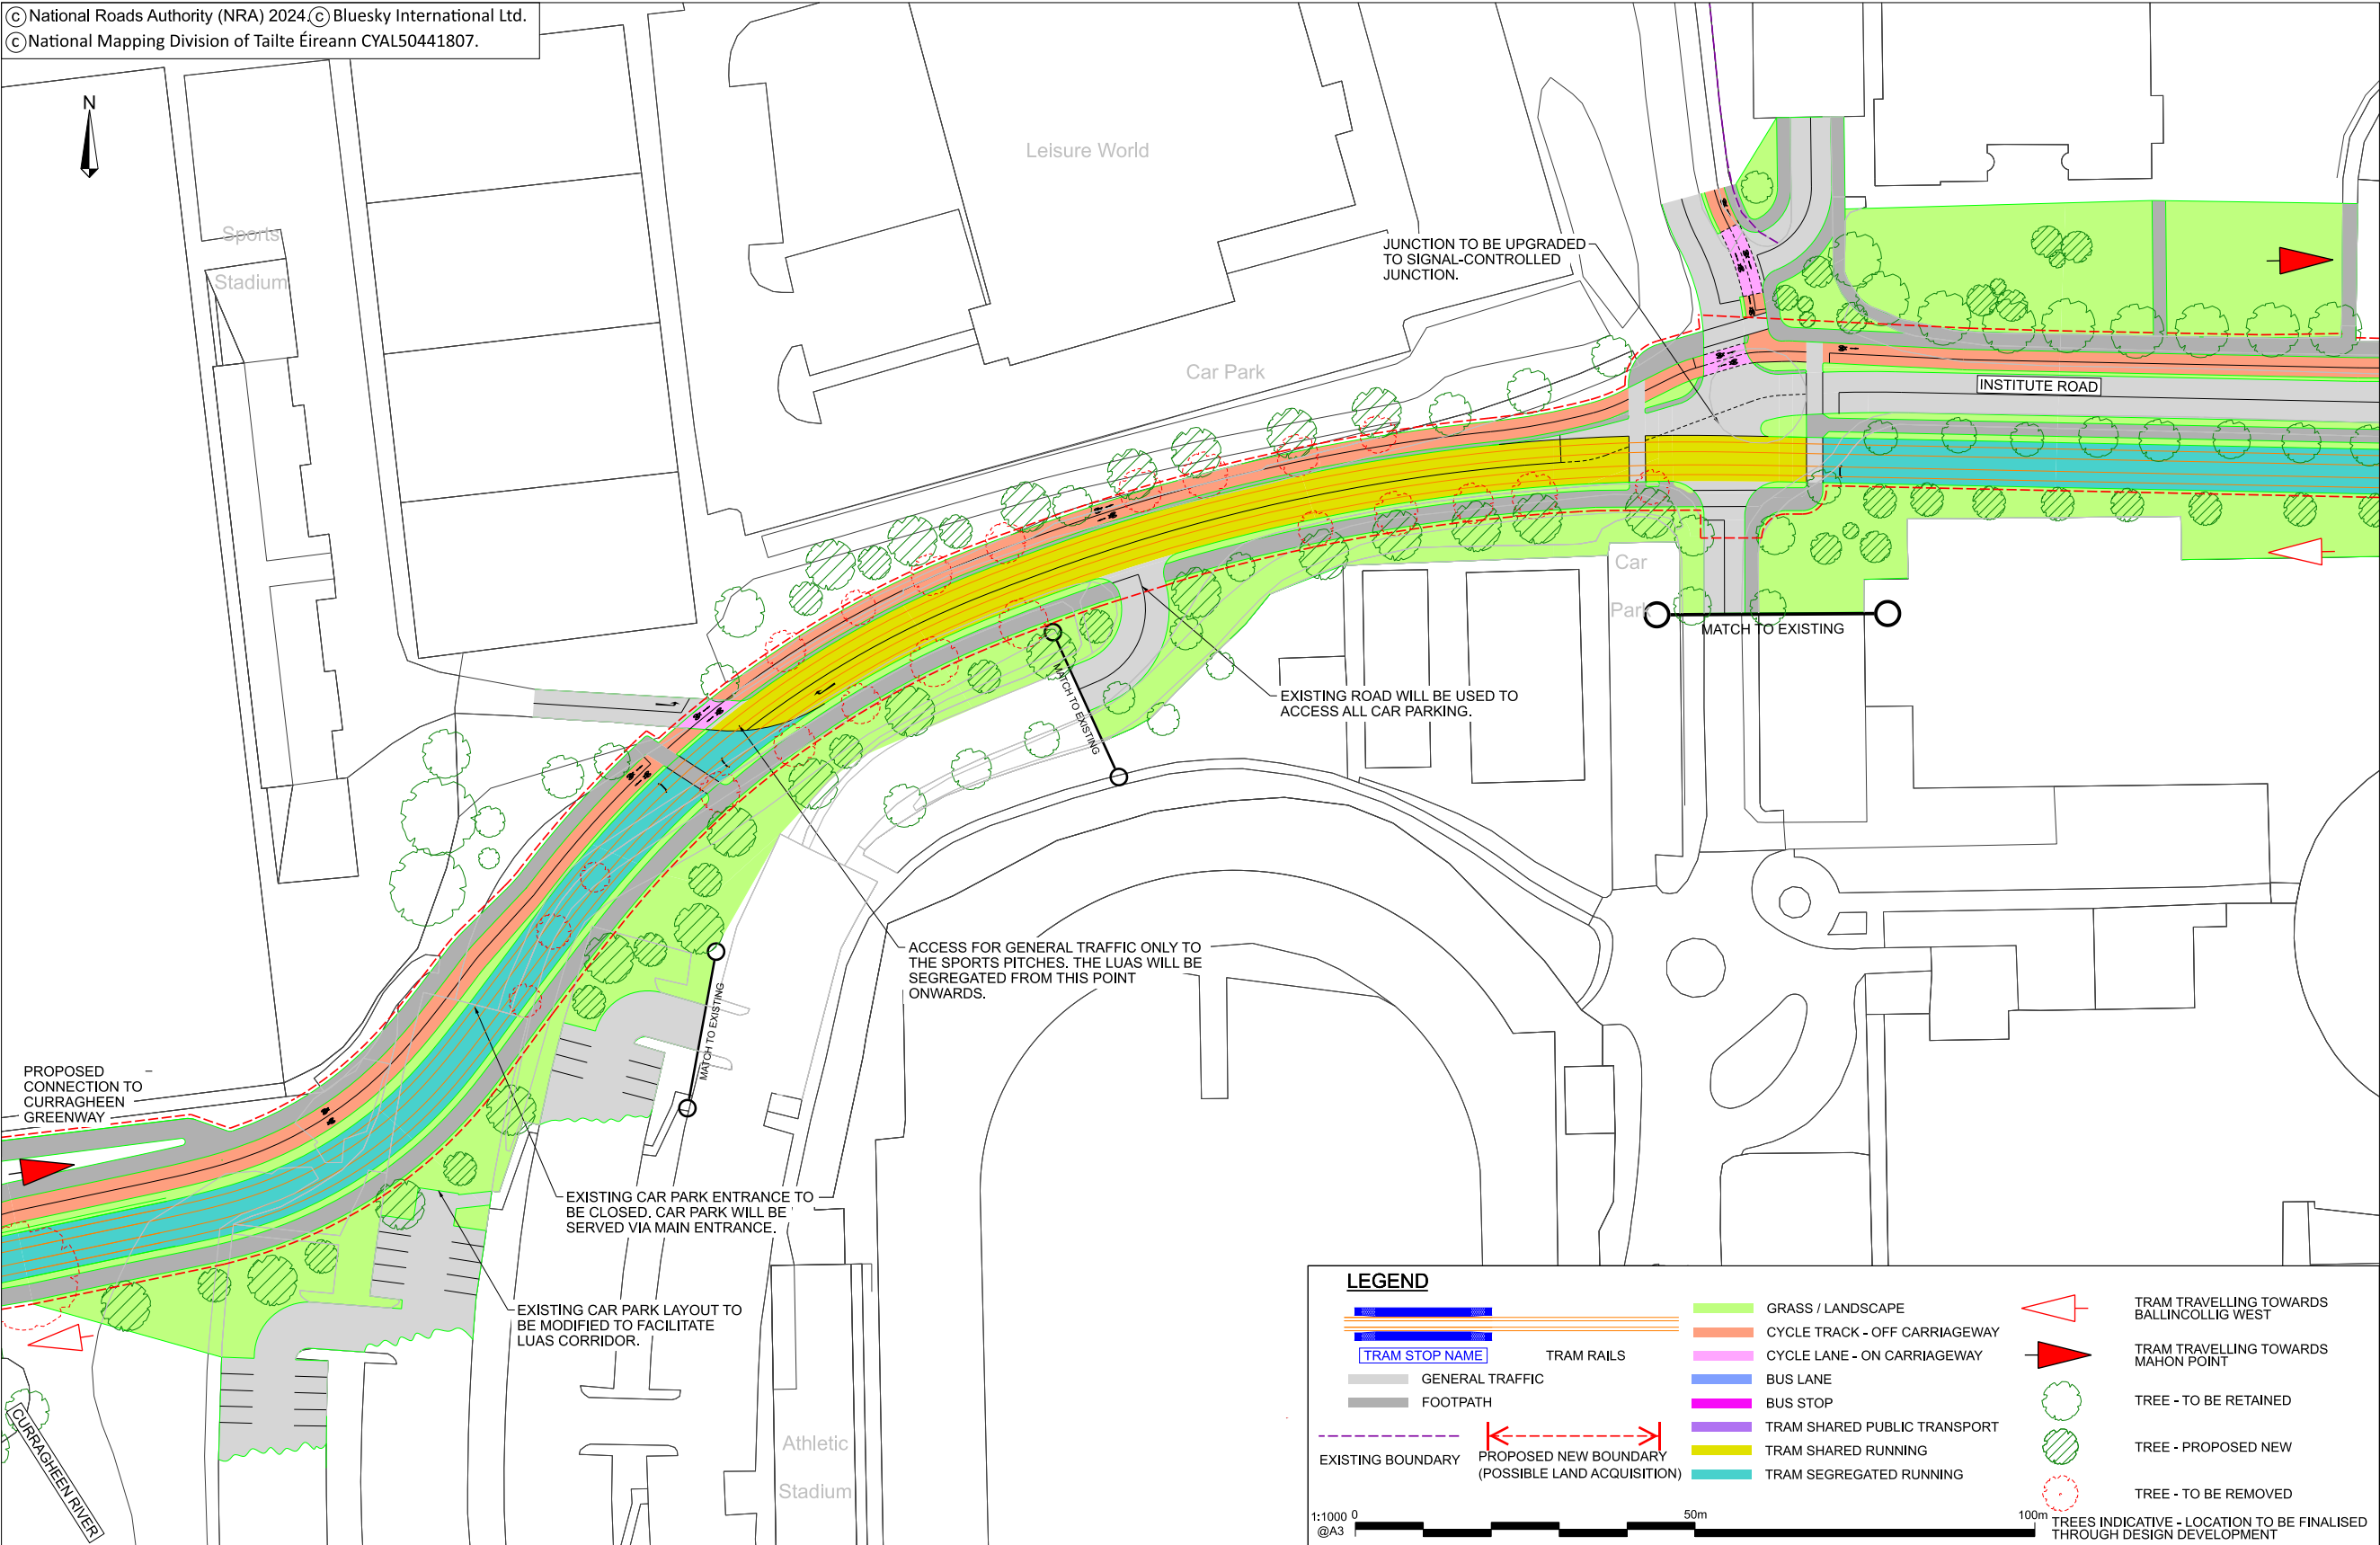 © National Roads Authority (NRA) 2024. © Bluesky International Ltd.
© National Mapping Division of Tailte Éireann CYAL50441807.
N
Leisure World
Sports
Stadium
JUNCTION TO BE UPGRADED
TO SIGNAL-CONTROLLED
JUNCTION.
Car Park
INSTITUTE ROAD
Car
Park
MATCH TO EXISTING
MATCH TO EXISTING
EXISTING ROAD WILL BE USED TO
ACCESS ALL CAR PARKING.
ACCESS FOR GENERAL TRAFFIC ONLY TO
THE SPORTS PITCHES. THE LUAS WILL BE
SEGREGATED FROM THIS POINT
ONWARDS.
MATCH TO EXISTING
PROPOSED
CONNECTION TO
CURRAGHEEN
GREENWAY
EXISTING CAR PARK ENTRANCE TO
BE CLOSED. CAR PARK WILL BE
SERVED VIA MAIN ENTRANCE.
EXISTING CAR PARK LAYOUT TO
BE MODIFIED TO FACILITATE
LUAS CORRIDOR.
CURRAGHEEN RIVER
Athletic
Stadium
LEGEND
TRAM STOP NAME
TRAM RAILS
GENERAL TRAFFIC
FOOTPATH
EXISTING BOUNDARY
PROPOSED NEW BOUNDARY
(POSSIBLE LAND ACQUISITION)
GRASS / LANDSCAPE
CYCLE TRACK - OFF CARRIAGEWAY
CYCLE LANE - ON CARRIAGEWAY
BUS LANE
BUS STOP
TRAM SHARED PUBLIC TRANSPORT
TRAM SHARED RUNNING
TRAM SEGREGATED RUNNING
TRAM TRAVELLING TOWARDS
BALLINCOLLIG WEST
TRAM TRAVELLING TOWARDS
MAHON POINT
TREE - TO BE RETAINED
TREE - PROPOSED NEW
TREE - TO BE REMOVED
TREES INDICATIVE - LOCATION TO BE FINALISED
THROUGH DESIGN DEVELOPMENT
1:1000
@A3
0
50m
100m